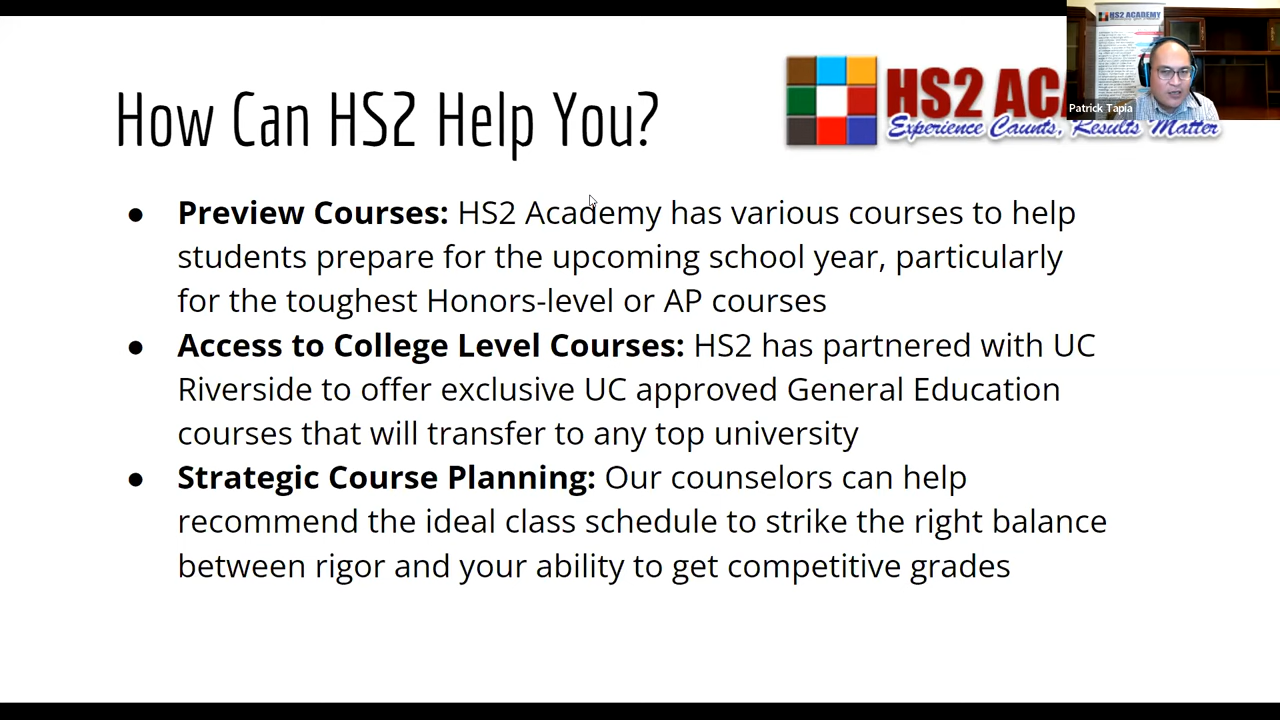 How Can HS2 Help You?
HS2 AC
Experience Counts, Results Matter
HS2 ACADEMY
Patrick Tapia
● Preview Courses: HS2 Academy has various courses to help
students prepare for the upcoming school year, particularly
for the toughest Honors-level or AP courses
● Access to College Level Courses: HS2 has partnered with UC
Riverside to offer exclusive UC approved General Education
courses that will transfer to any top university
● Strategic Course Planning: Our counselors can help
recommend the ideal class schedule to strike the right balance
between rigor and your ability to get competitive grades